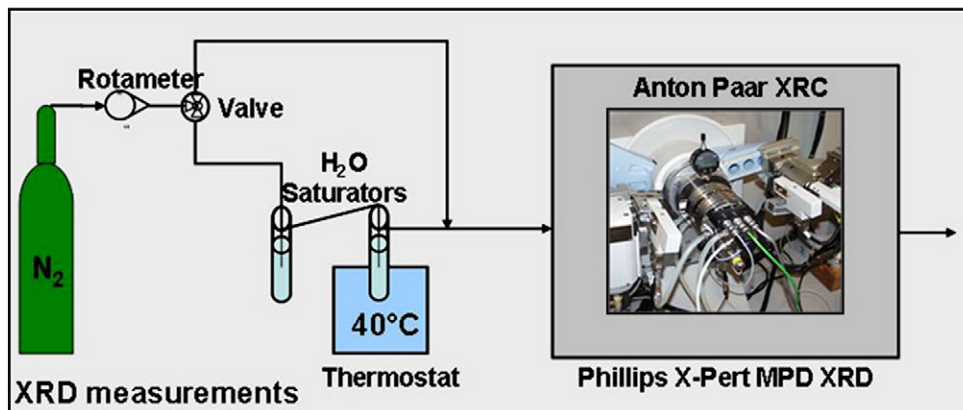 Rotameter
Valve
H₂O
Saturators
N₂
40°C
Thermostat
XRD measurements
Anton Paar XRC
Phillips X-Pert MPD XRD